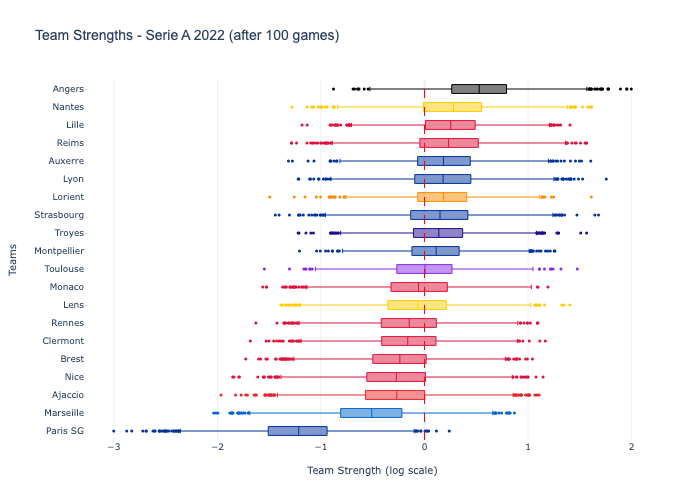 Team Strengths - Serie A 2022 (after 100 games)
Angers
Nantes
Lille
Reims
Auxerre
Lyon
Lorient
Strasbourg
Troyes
Montpellier
Toulouse
Monaco
Lens
Rennes
Clermont
Brest
Nice
Ajaccio
Marseille
Paris SG
Teams
−3 −2 −1 0 1 2
Team Strength (log scale)